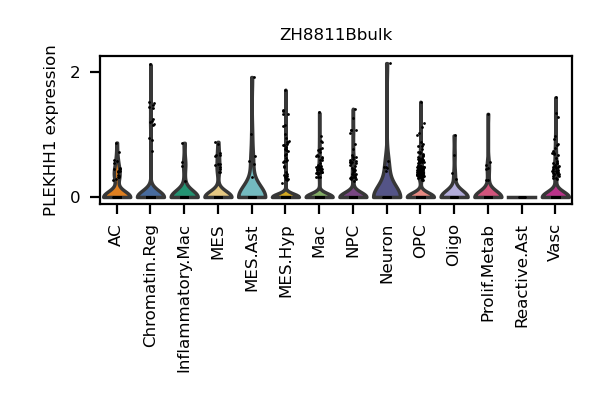 ZH8811Bbulk
PLEKHH1 expression
2
0
AC
Chromatin.Reg
Inflammatory.Mac
MES
MES.Ast
MES.Hyp
Mac
NPC
Neuron
OPC
Oligo
Prolif.Metab
Reactive.Ast
Vasc